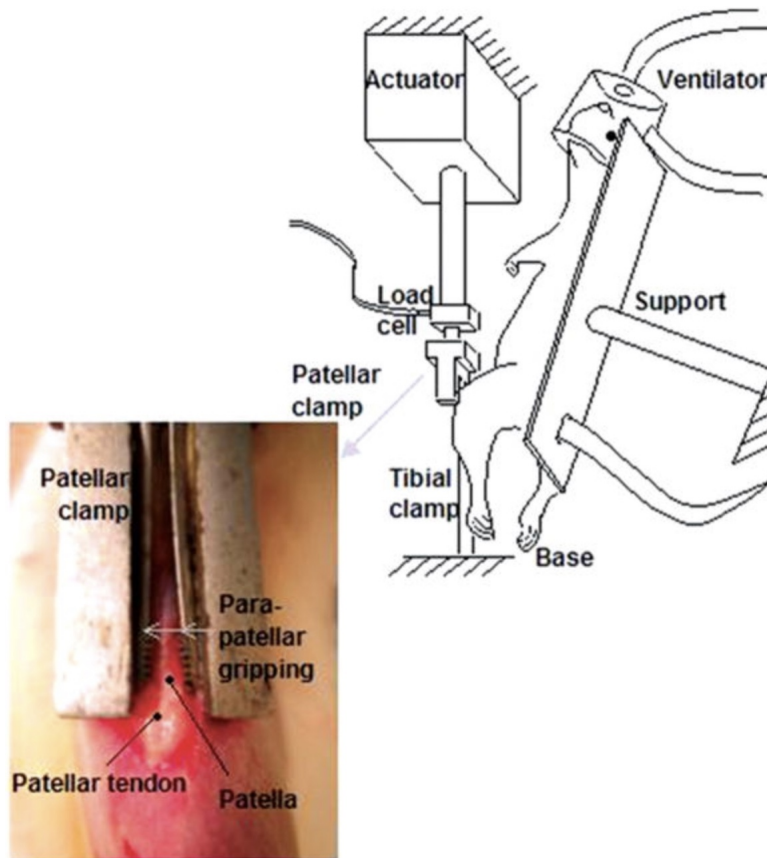 Actuator
Ventilator
Load
cell
Support
Patellar
clamp
Tibial
clamp
Base
Patellar
clamp
Para-
patellar
gripping
Patellar tendon
Patella